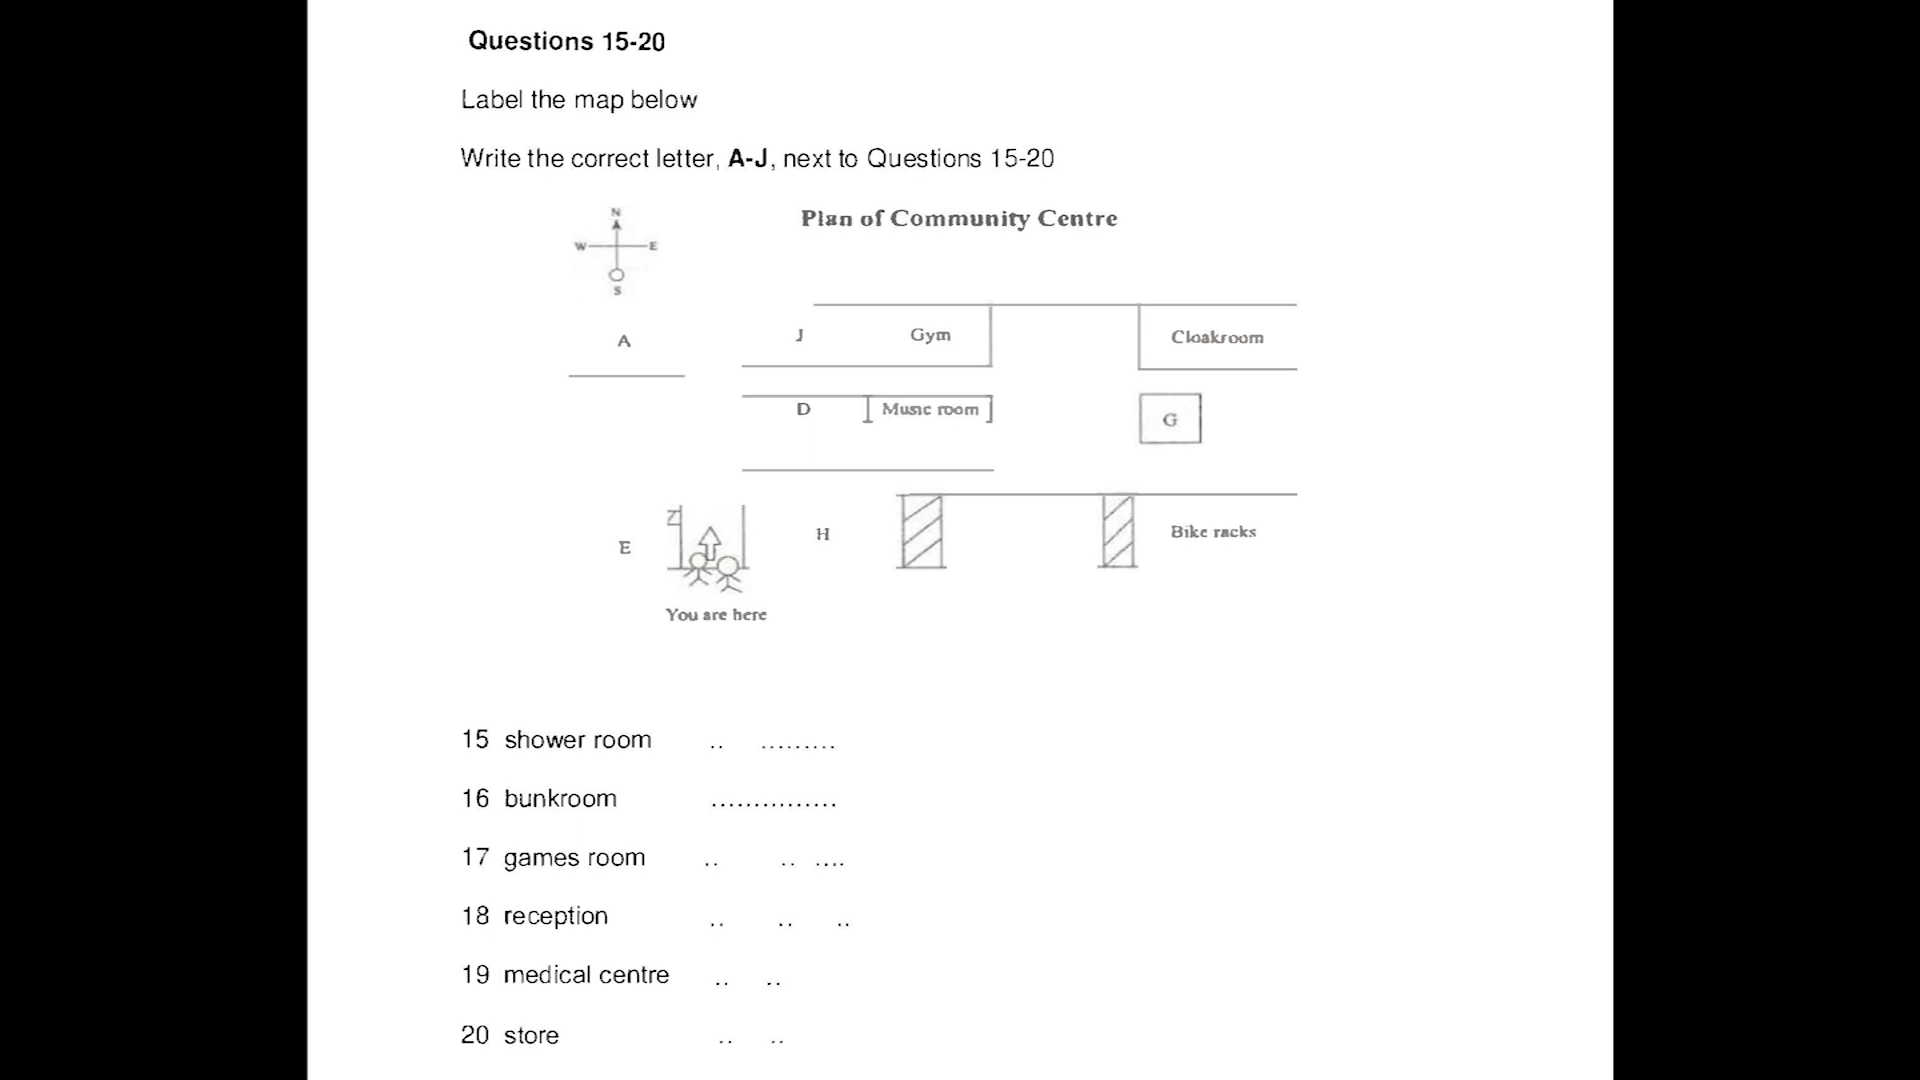 Questions 15-20
Label the map below
Write the correct letter, A-J, next to Questions 15-20
Plan of Community Centre
N
W E
S
A
J
Gym
Cloakroom
D
Music room
G
E
H
Bike racks
You are here
15 shower room .. .........
16 bunkroom ...............
17 games room .. .. ....
18 reception .. .. ..
19 medical centre .. ..
20 store .. ..